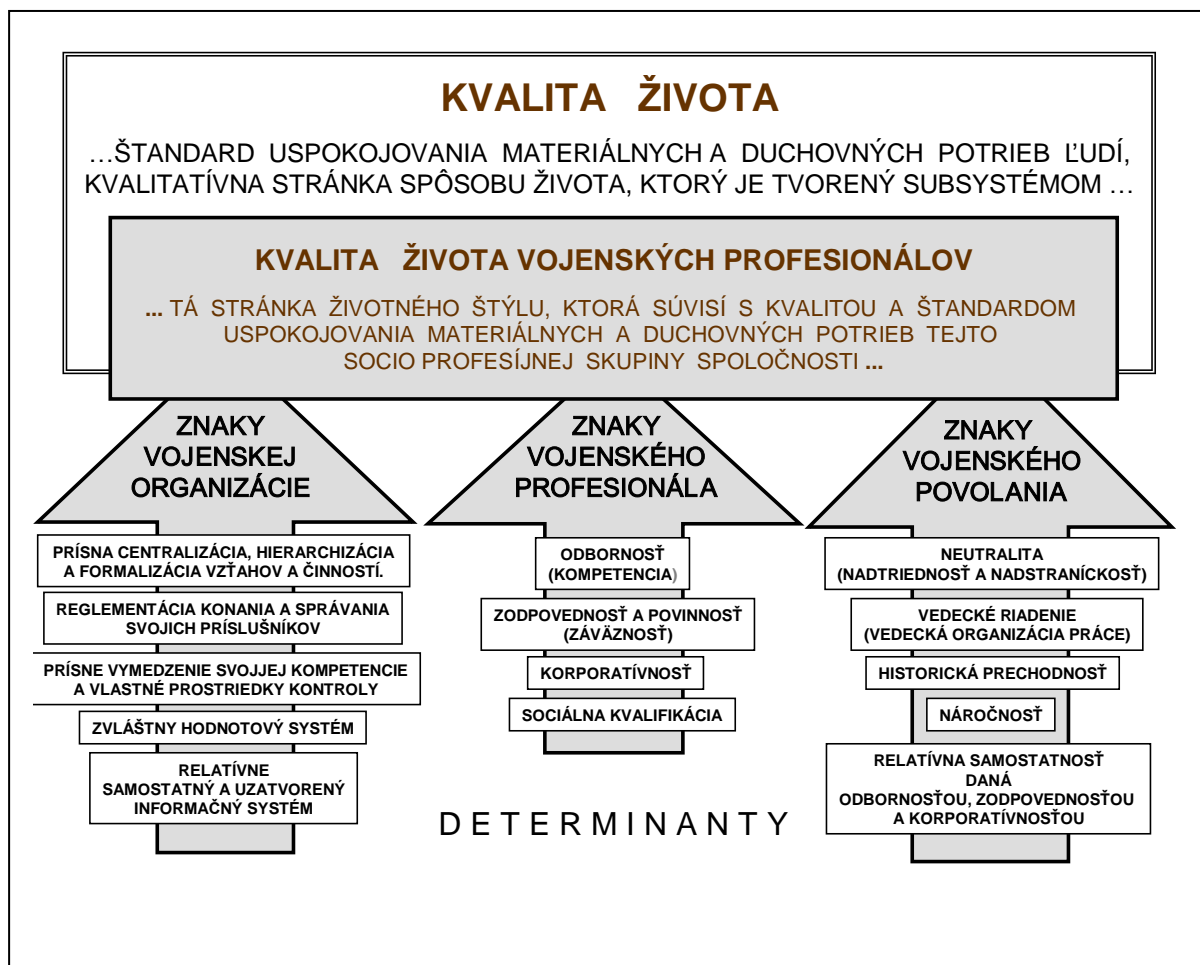 KVALITA ŽIVOTA
…ŠTANDARD USPOKOJOVANIA MATERIÁLNYCH A DUCHOVNÝCH POTRIEB ĽUDÍ,
KVALITATÍVNA STRÁNKA SPÔSOBU ŽIVOTA, KTORÝ JE TVORENÝ SUBSYSTÉMOM …
KVALITA ŽIVOTA VOJENSKÝCH PROFESIONÁLOV
... TÁ STRÁNKA ŽIVOTNÉHO ŠTÝLU, KTORÁ SÚVISÍ S KVALITOU A ŠTANDARDOM
USPOKOJOVANIA MATERIÁLNYCH A DUCHOVNÝCH POTRIEB TEJTO
SOCIO PROFESÍJNEJ SKUPINY SPOLOČNOSTI ...
ZNAKY
VOJENSKEJ
ORGANIZÁCIE
PRÍSNA CENTRALIZÁCIA, HIERARCHIZÁCIA
A FORMALIZÁCIA VZŤAHOV A ČINNOSTÍ.
REGLEMENTÁCIA KONANIA A SPRÁVANIA
SVOJICH PRÍSLUŠNÍKOV
PRÍSNE VYMEDZENIE SVOJJEJ KOMPETENCIE
A VLASTNÉ PROSTRIEDKY KONTROLY
ZVLÁŠTNY HODNOTOVÝ SYSTÉM
RELATÍVNE
SAMOSTATNÝ A UZATVORENÝ
INFORMAČNÝ SYSTÉM
ZNAKY
VOJENSKÉHO
PROFESIONÁLA
ODBORNOSŤ
(KOMPETENCIA)
ZODPOVEDNOSŤ A POVINNOSŤ
(ZÁVÄZNOSŤ)
KORPORATÍVNOSŤ
SOCIÁLNA KVALIFIKÁCIA
ZNAKY
VOJENSKÉHO
POVOLANIA
NEUTRALITA
(NADTRIEDNOSŤ A NADSTRANÍCKOSŤ)
VEDECKÉ RIADENIE
(VEDECKÁ ORGANIZÁCIA PRÁCE)
HISTORICKÁ PRECHODNOSŤ
NÁROČNOSŤ
RELATÍVNA SAMOSTATNOSŤ
DANÁ
ODBORNOSŤOU, ZODPOVEDNOSŤOU
A KORPORATÍVNOSŤOU
DETERMINANTY